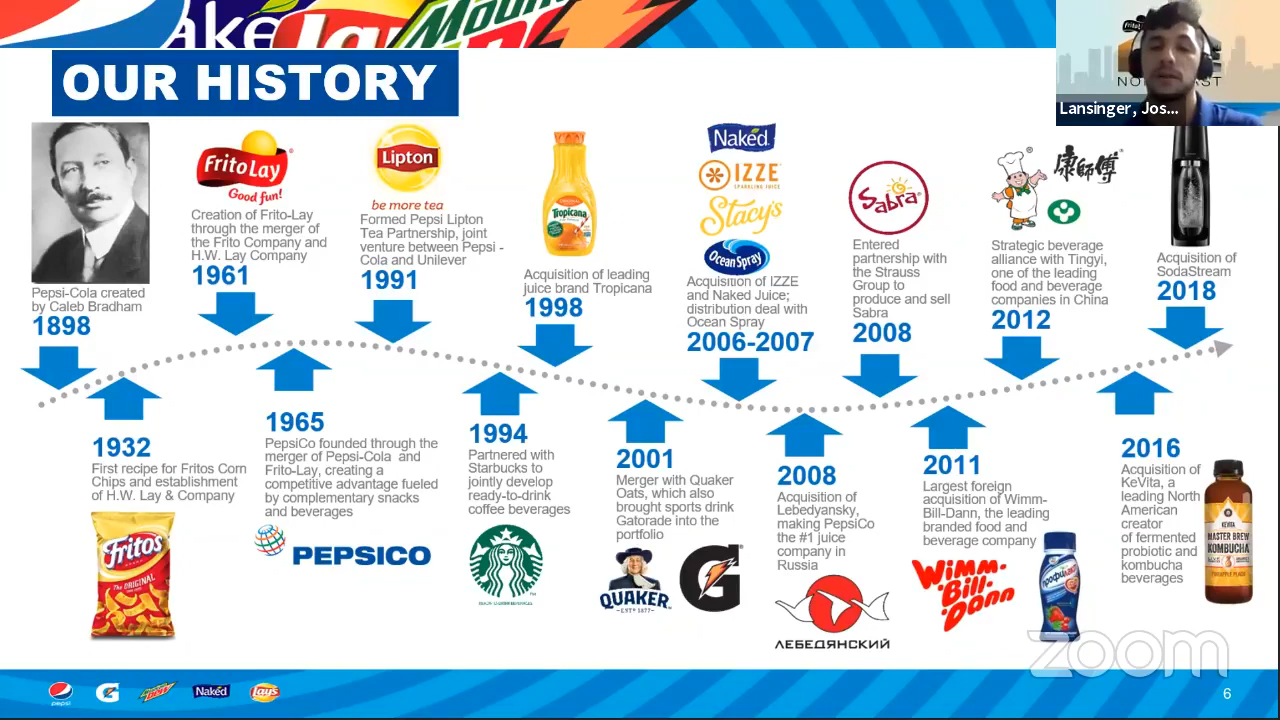 ake
Lay's
Mountain
OUR HISTORY
Lansinger, Jos...
FritoLay
Good fun!
Creation of Frito-Lay
through the merger of
the Frito Company and
H.W. Lay Company
1961
Lipton
be more tea
Formed Pepsi Lipton
Tea Partnership, joint
venture between Pepsi -
Cola and Unilever
1991
Tropicana
Acquisition of leading
juice brand Tropicana
1998
Naked
IZZE
SPARKLING JUICE
Stacy's
Ocean Spray
Acquisition of IZZE
and Naked Juice;
distribution deal with
Ocean Spray
2006-2007
Sabra
Entered
partnership with
the Strauss
Group to
produce and sell
Sabra
2008
康師傅
Strategic beverage
alliance with Tingyi,
one of the leading
food and beverage
companies in China
2012
Acquisition of
SodaStream
2018
Pepsi-Cola created
by Caleb Bradham
1898
1932
First recipe for Fritos Corn
Chips and establishment
of H.W. Lay & Company
Fritos
The ORIGINAL
1965
PepsiCo founded through the
merger of Pepsi-Cola and
Frito-Lay, creating a
competitive advantage fueled
by complementary snacks
and beverages
PEPSICO
1994
Partnered with
Starbucks to
jointly develop
ready-to-drink
coffee beverages
2001
Merger with Quaker
Oats, which also
brought sports drink
Gatorade into the
portfolio
QUAKER
ESTD 1877
G
2008
Acquisition of
Lebedyansky,
making PepsiCo
the #1 juice
company in
Russia
ЛЕБЕДЯНСКИЙ
2011
Largest foreign
acquisition of Wimm-
Bill-Dann, the leading
branded food and
beverage company
Wimm-
Bill-
Dann
2016
Acquisition of
KeVita, a
leading North
American
creator
of fermented
probiotic and
kombucha
beverages
KEVITA
MASTER BREW
KOMBUCHA
zoom
pepsi
G
Naked
Lay's
6